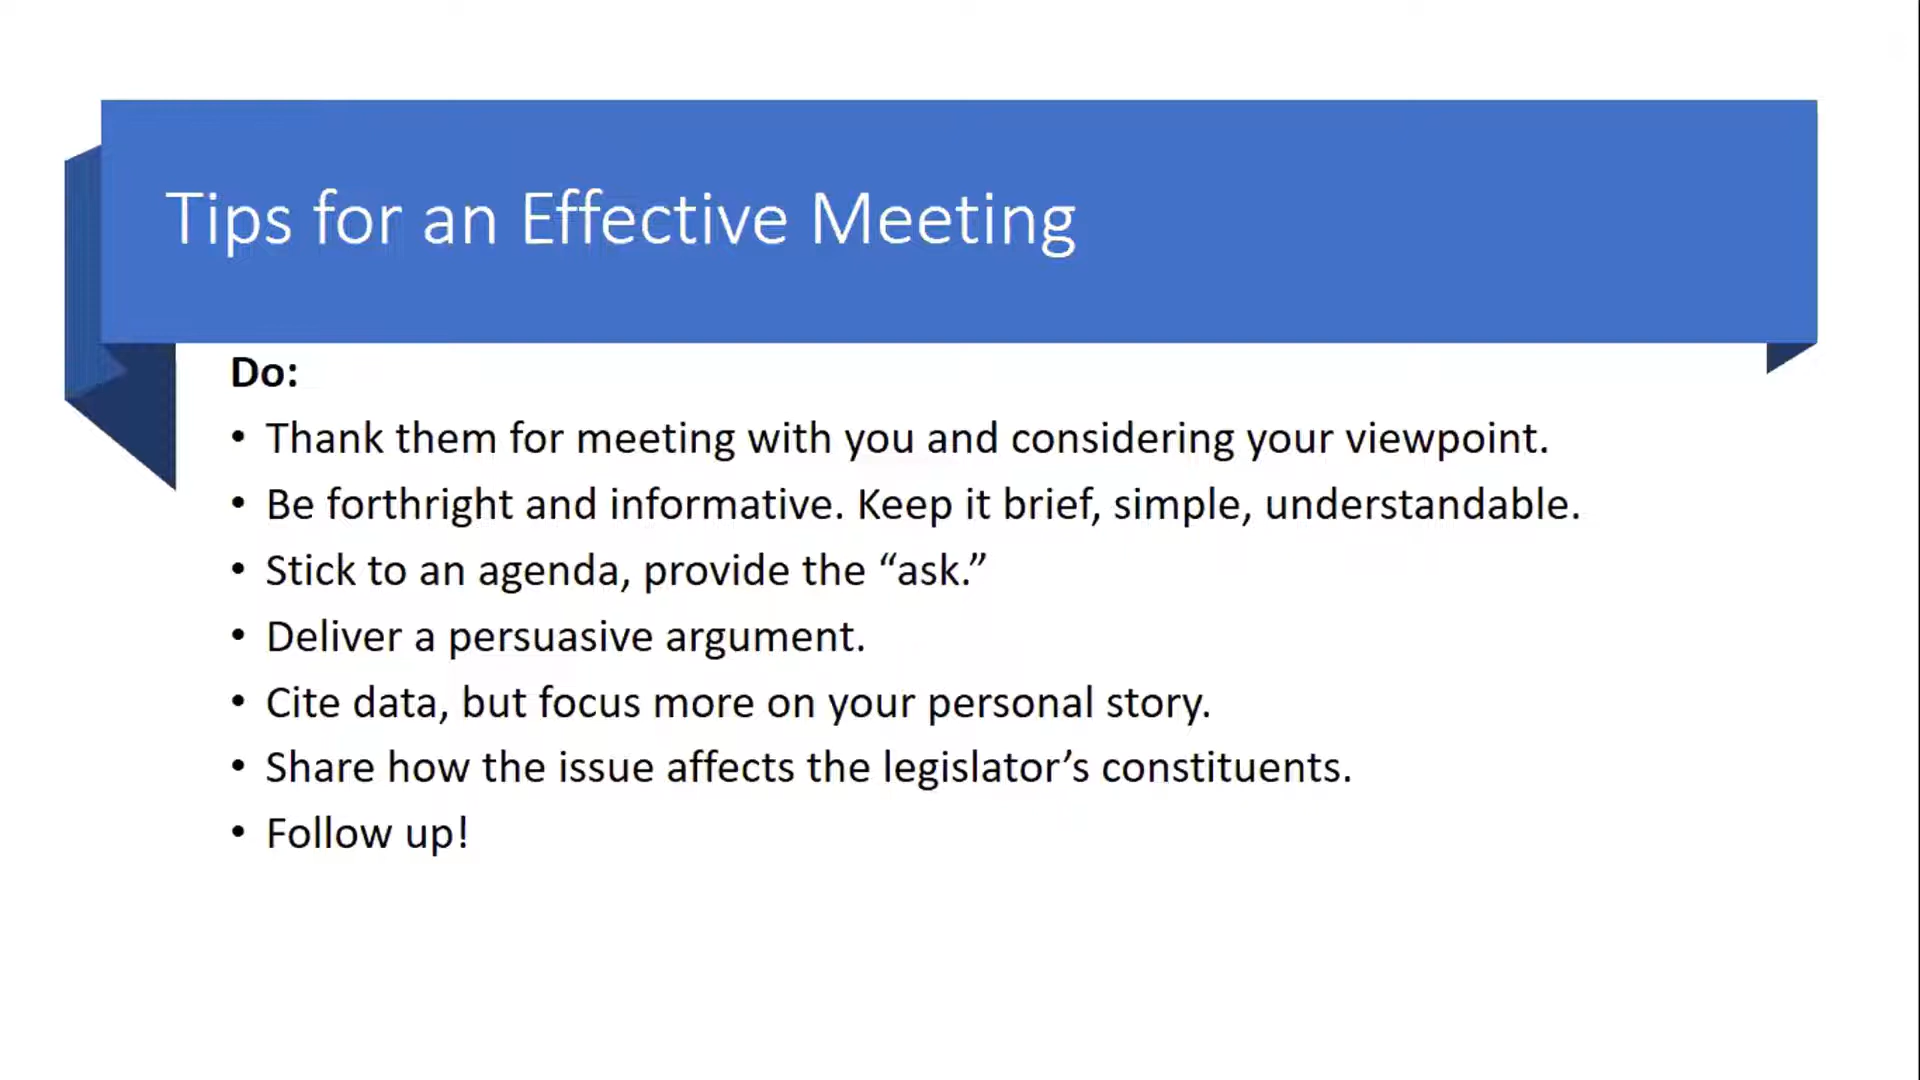 Tips for an Effective Meeting
Do:
• Thank them for meeting with you and considering your viewpoint.
• Be forthright and informative. Keep it brief, simple, understandable.
• Stick to an agenda, provide the “ask.”
• Deliver a persuasive argument.
• Cite data, but focus more on your personal story.
• Share how the issue affects the legislator’s constituents.
• Follow up!